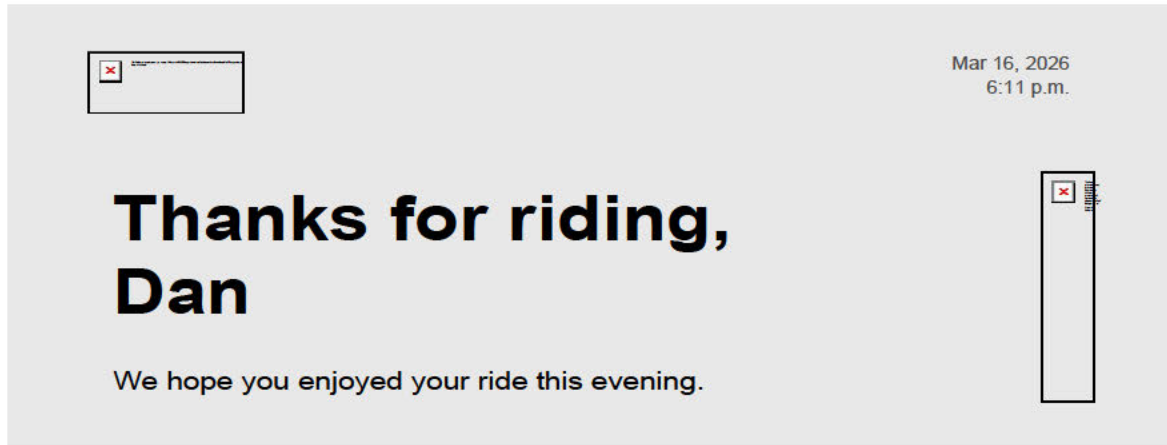 Mar 16, 2026
6:11 p.m.
Thanks for riding,
Dan
We hope you enjoyed your ride this evening.